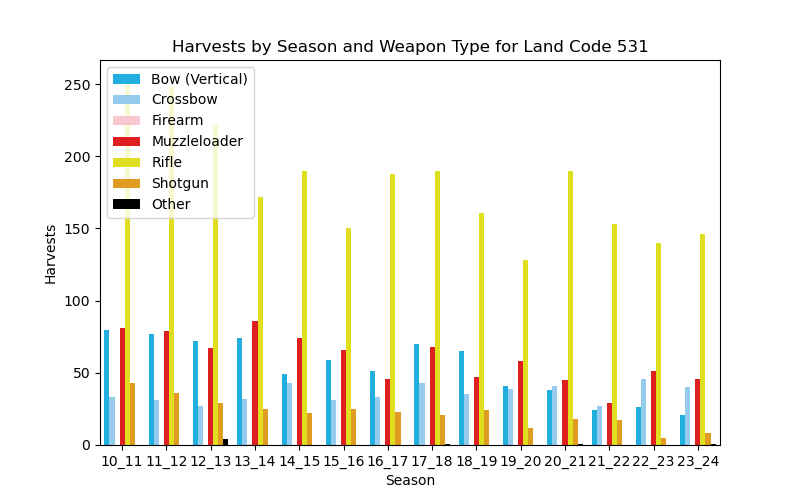 Harvests by Season and Weapon Type for Land Code 531
Bow (Vertical)
Crossbow
Firearm
Muzzleloader
Rifle
Shotgun
Other
Harvests
250
200
150
100
50
0
10_11 11_12 12_13 13_14 14_15 15_16 16_17 17_18 18_19 19_20 20_21 21_22 22_23 23_24
Season